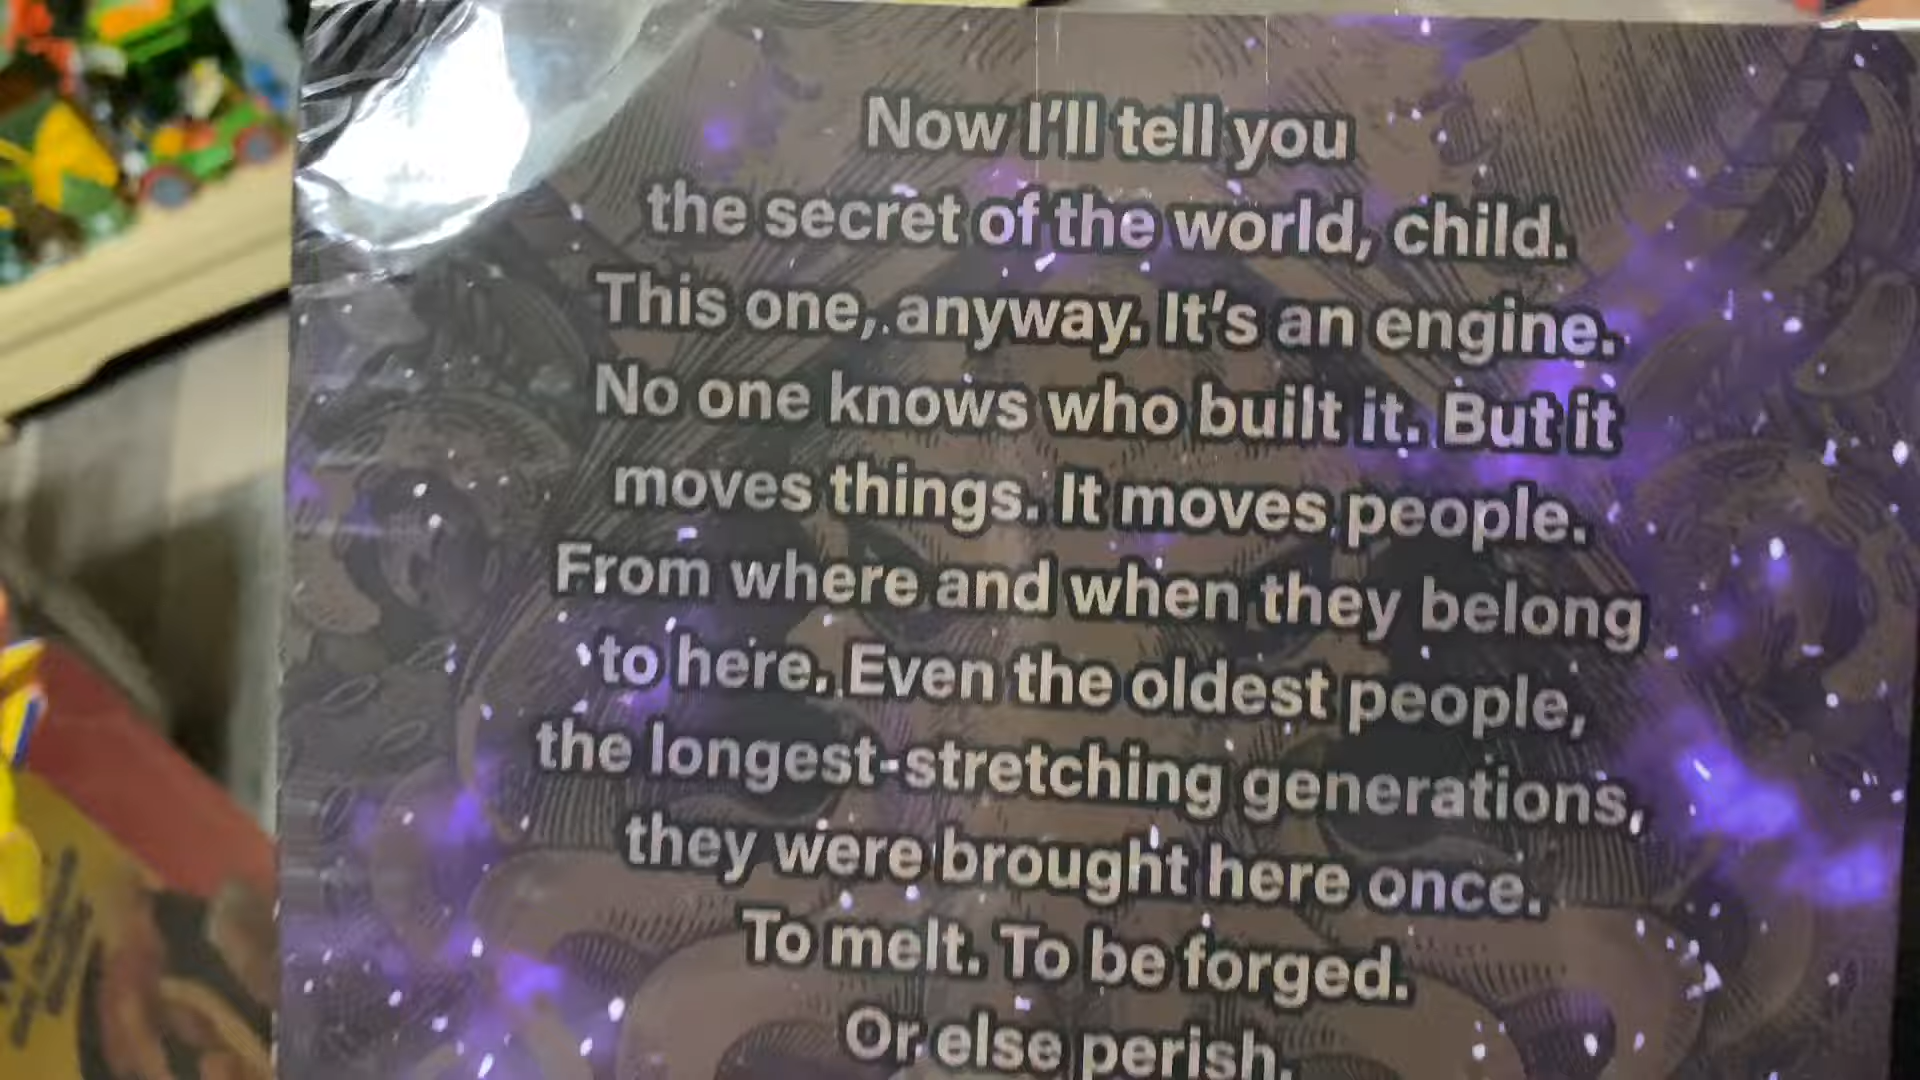 Now I'll tell you
the secret of the world, child.
This one, anyway. It's an engine.
No one knows who built it. But it
moves things. It moves people.
From where and when they belong
to here. Even the oldest people,
the longest-stretching generations,
they were brought here once.
To melt. To be forged.
Or else perish.